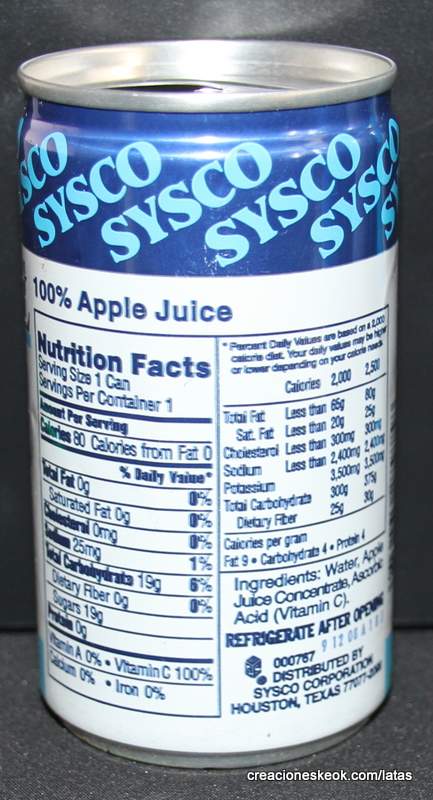 SYSCO SYSCO SYSCO SYSCO SYSCO
100% Apple Juice
Nutrition Facts
Serving Size 1 Can
Servings Per Container 1
Amount Per Serving
Calories 80 Calories from Fat 0
% Daily Value*
Total Fat 0g 0%
Saturated Fat 0g 0%
Cholesterol 0mg 0%
Sodium 25mg 1%
Total Carbohydrate 19g 6%
Dietary Fiber 0g 0%
Sugars 19g
Protein 0g
Vitamin A 0% • Vitamin C 100%
Calcium 0% • Iron 0%
* Percent Daily Values are based on a 2,000
calorie diet. Your daily values may be higher
or lower depending on your calorie needs.
Calories 2,000 2,500
Total Fat Less than 65g 80g
Sat. Fat Less than 20g 25g
Cholesterol Less than 300mg 300mg
Sodium Less than 2,400mg 2,400mg
Potassium 3,500mg 3,500mg
Total Carbohydrate 300g 375g
Dietary Fiber 25g 30g
Calories per gram
Fat 9 • Carbohydrate 4 • Protein 4
Ingredients: Water, Apple
Juice Concentrate, Ascorbic
Acid (Vitamin C).
REFRIGERATE AFTER OPENING
000767
DISTRIBUTED BY
SYSCO CORPORATION
HOUSTON, TEXAS
creacioneskeok.com/latas